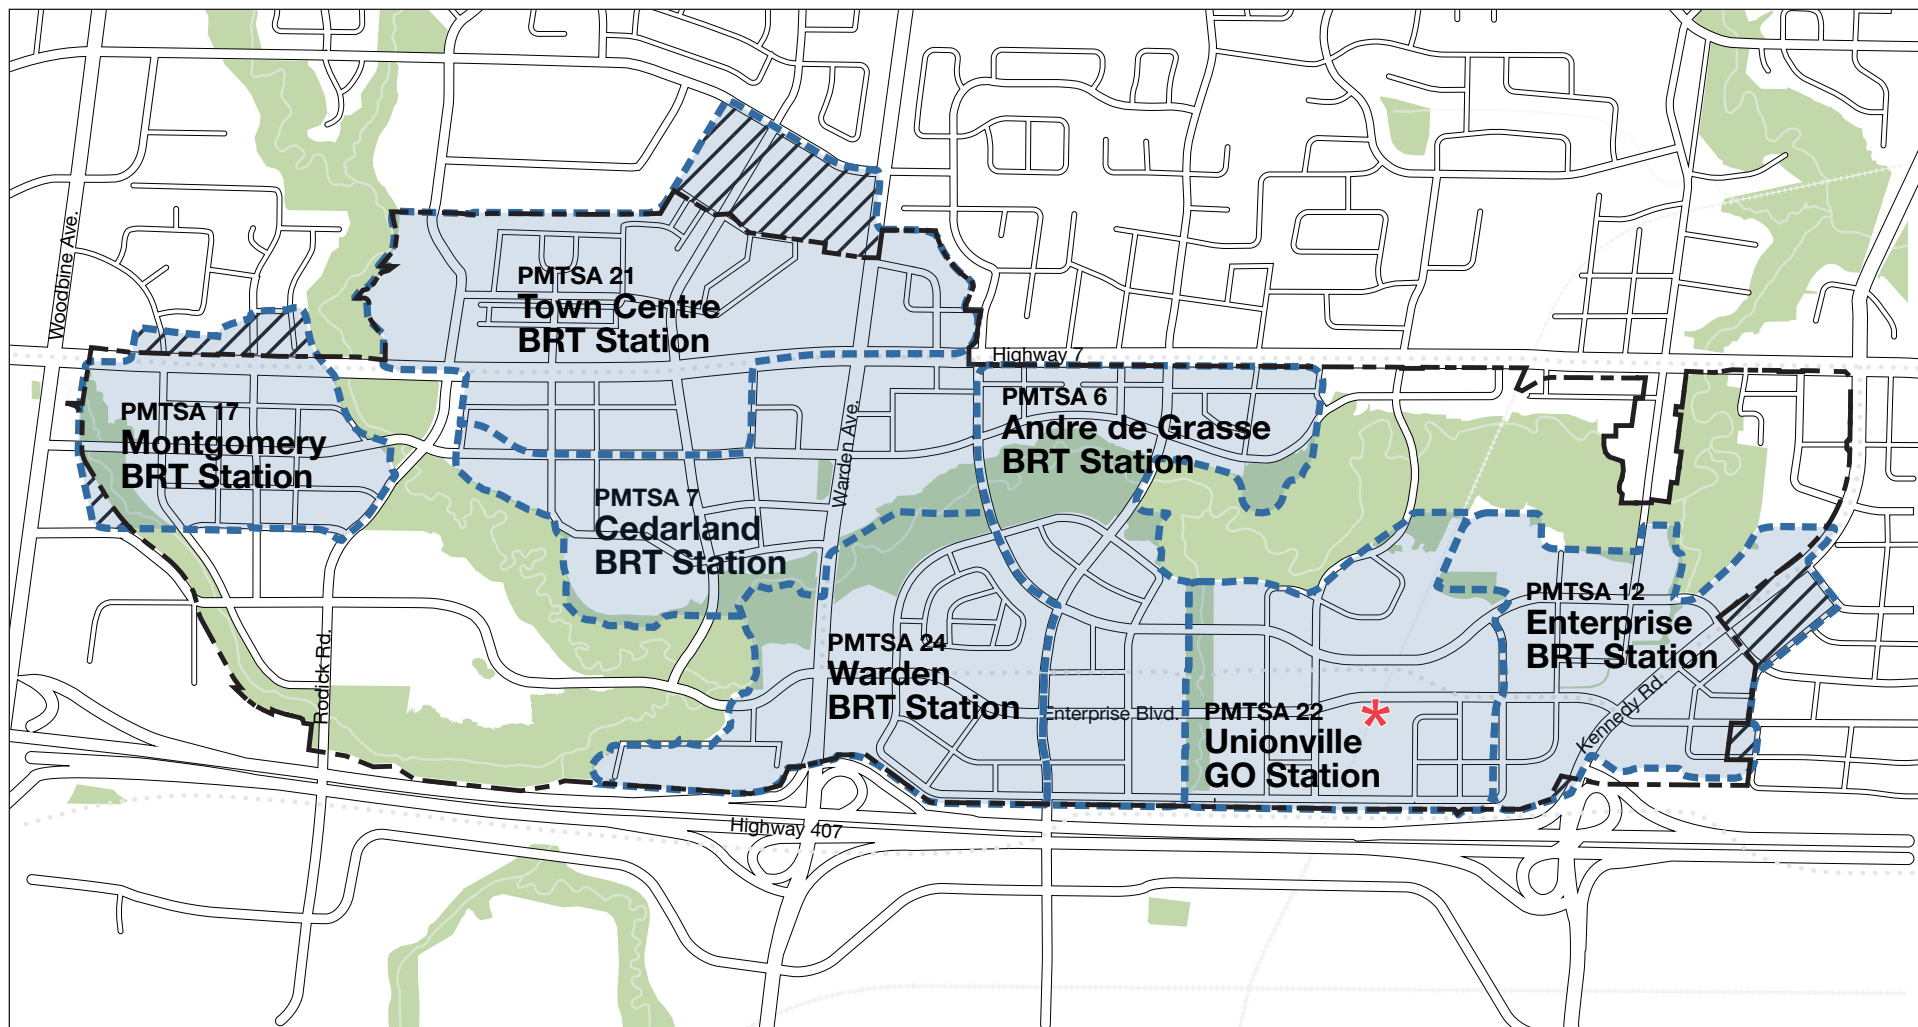 Woodbine Ave.
PMTSA 21
Town Centre
BRT Station
Highway 7
PMTSA 17
Montgomery
BRT Station
PMTSA 6
Andre de Grasse
BRT Station
Warden Ave.
PMTSA 7
Cedarland
BRT Station
PMTSA 12
Enterprise
BRT Station
PMTSA 24
Warden
BRT Station
Rodick Rd.
Enterprise Blvd.
PMTSA 22
Unionville
GO Station
*
Kennedy Rd.
Highway 407